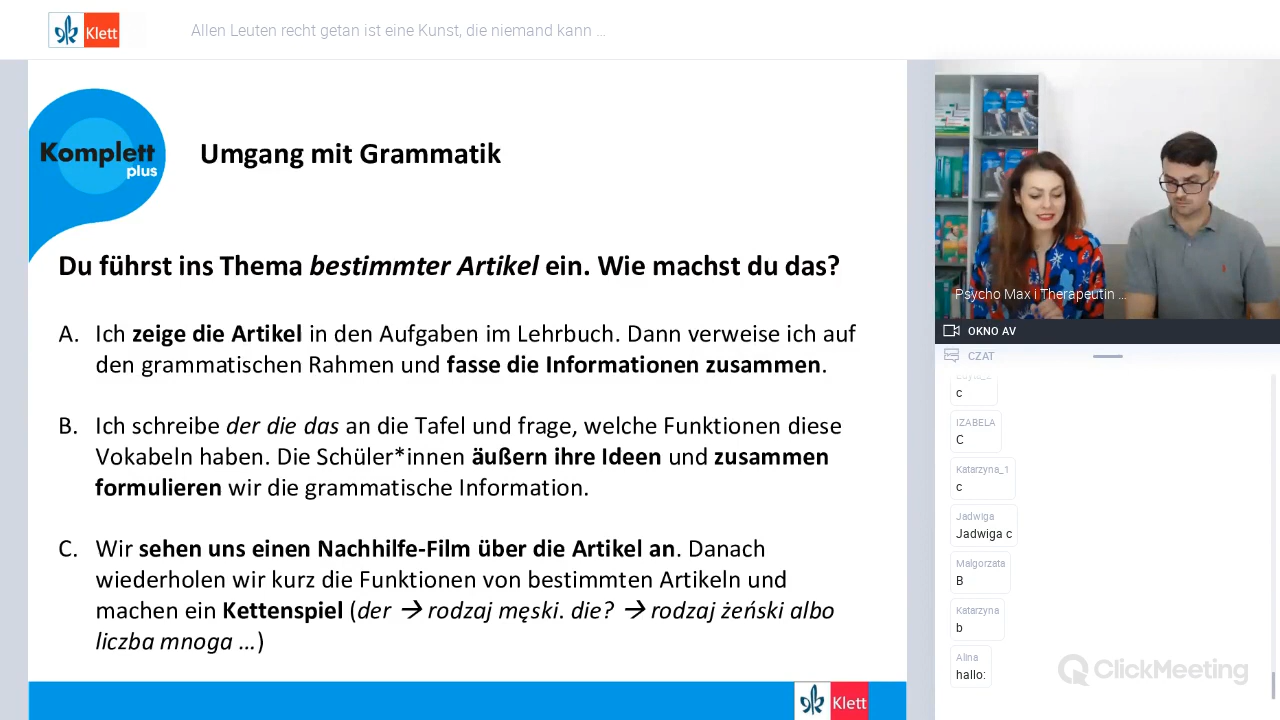 Klett
Allen Leuten recht getan ist eine Kunst, die niemand kann ...
Komplett
plus
Umgang mit Grammatik
Du führst ins Thema bestimmter Artikel ein. Wie machst du das?
A. Ich zeige die Artikel in den Aufgaben im Lehrbuch. Dann verweise ich auf
den grammatischen Rahmen und fasse die Informationen zusammen.
B. Ich schreibe der die das an die Tafel und frage, welche Funktionen diese
Vokabeln haben. Die Schüler*innen äußern ihre Ideen und zusammen
formulieren wir die grammatische Information.
C. Wir sehen uns einen Nachhilfe-Film über die Artikel an. Danach
wiederholen wir kurz die Funktionen von bestimmten Artikeln und
machen ein Kettenspiel (der → rodzaj męski. die? → rodzaj żeński albo
liczba mnoga ...)
Klett
Psycho Max i Therapeutin ...
OKNO AV
CZAT
c
IZABELA
C
Katarzyna_1
c
Jadwiga
Jadwiga c
Malgorzata
B
Katarzyna
b
Alina
hallo:
ClickMeeting